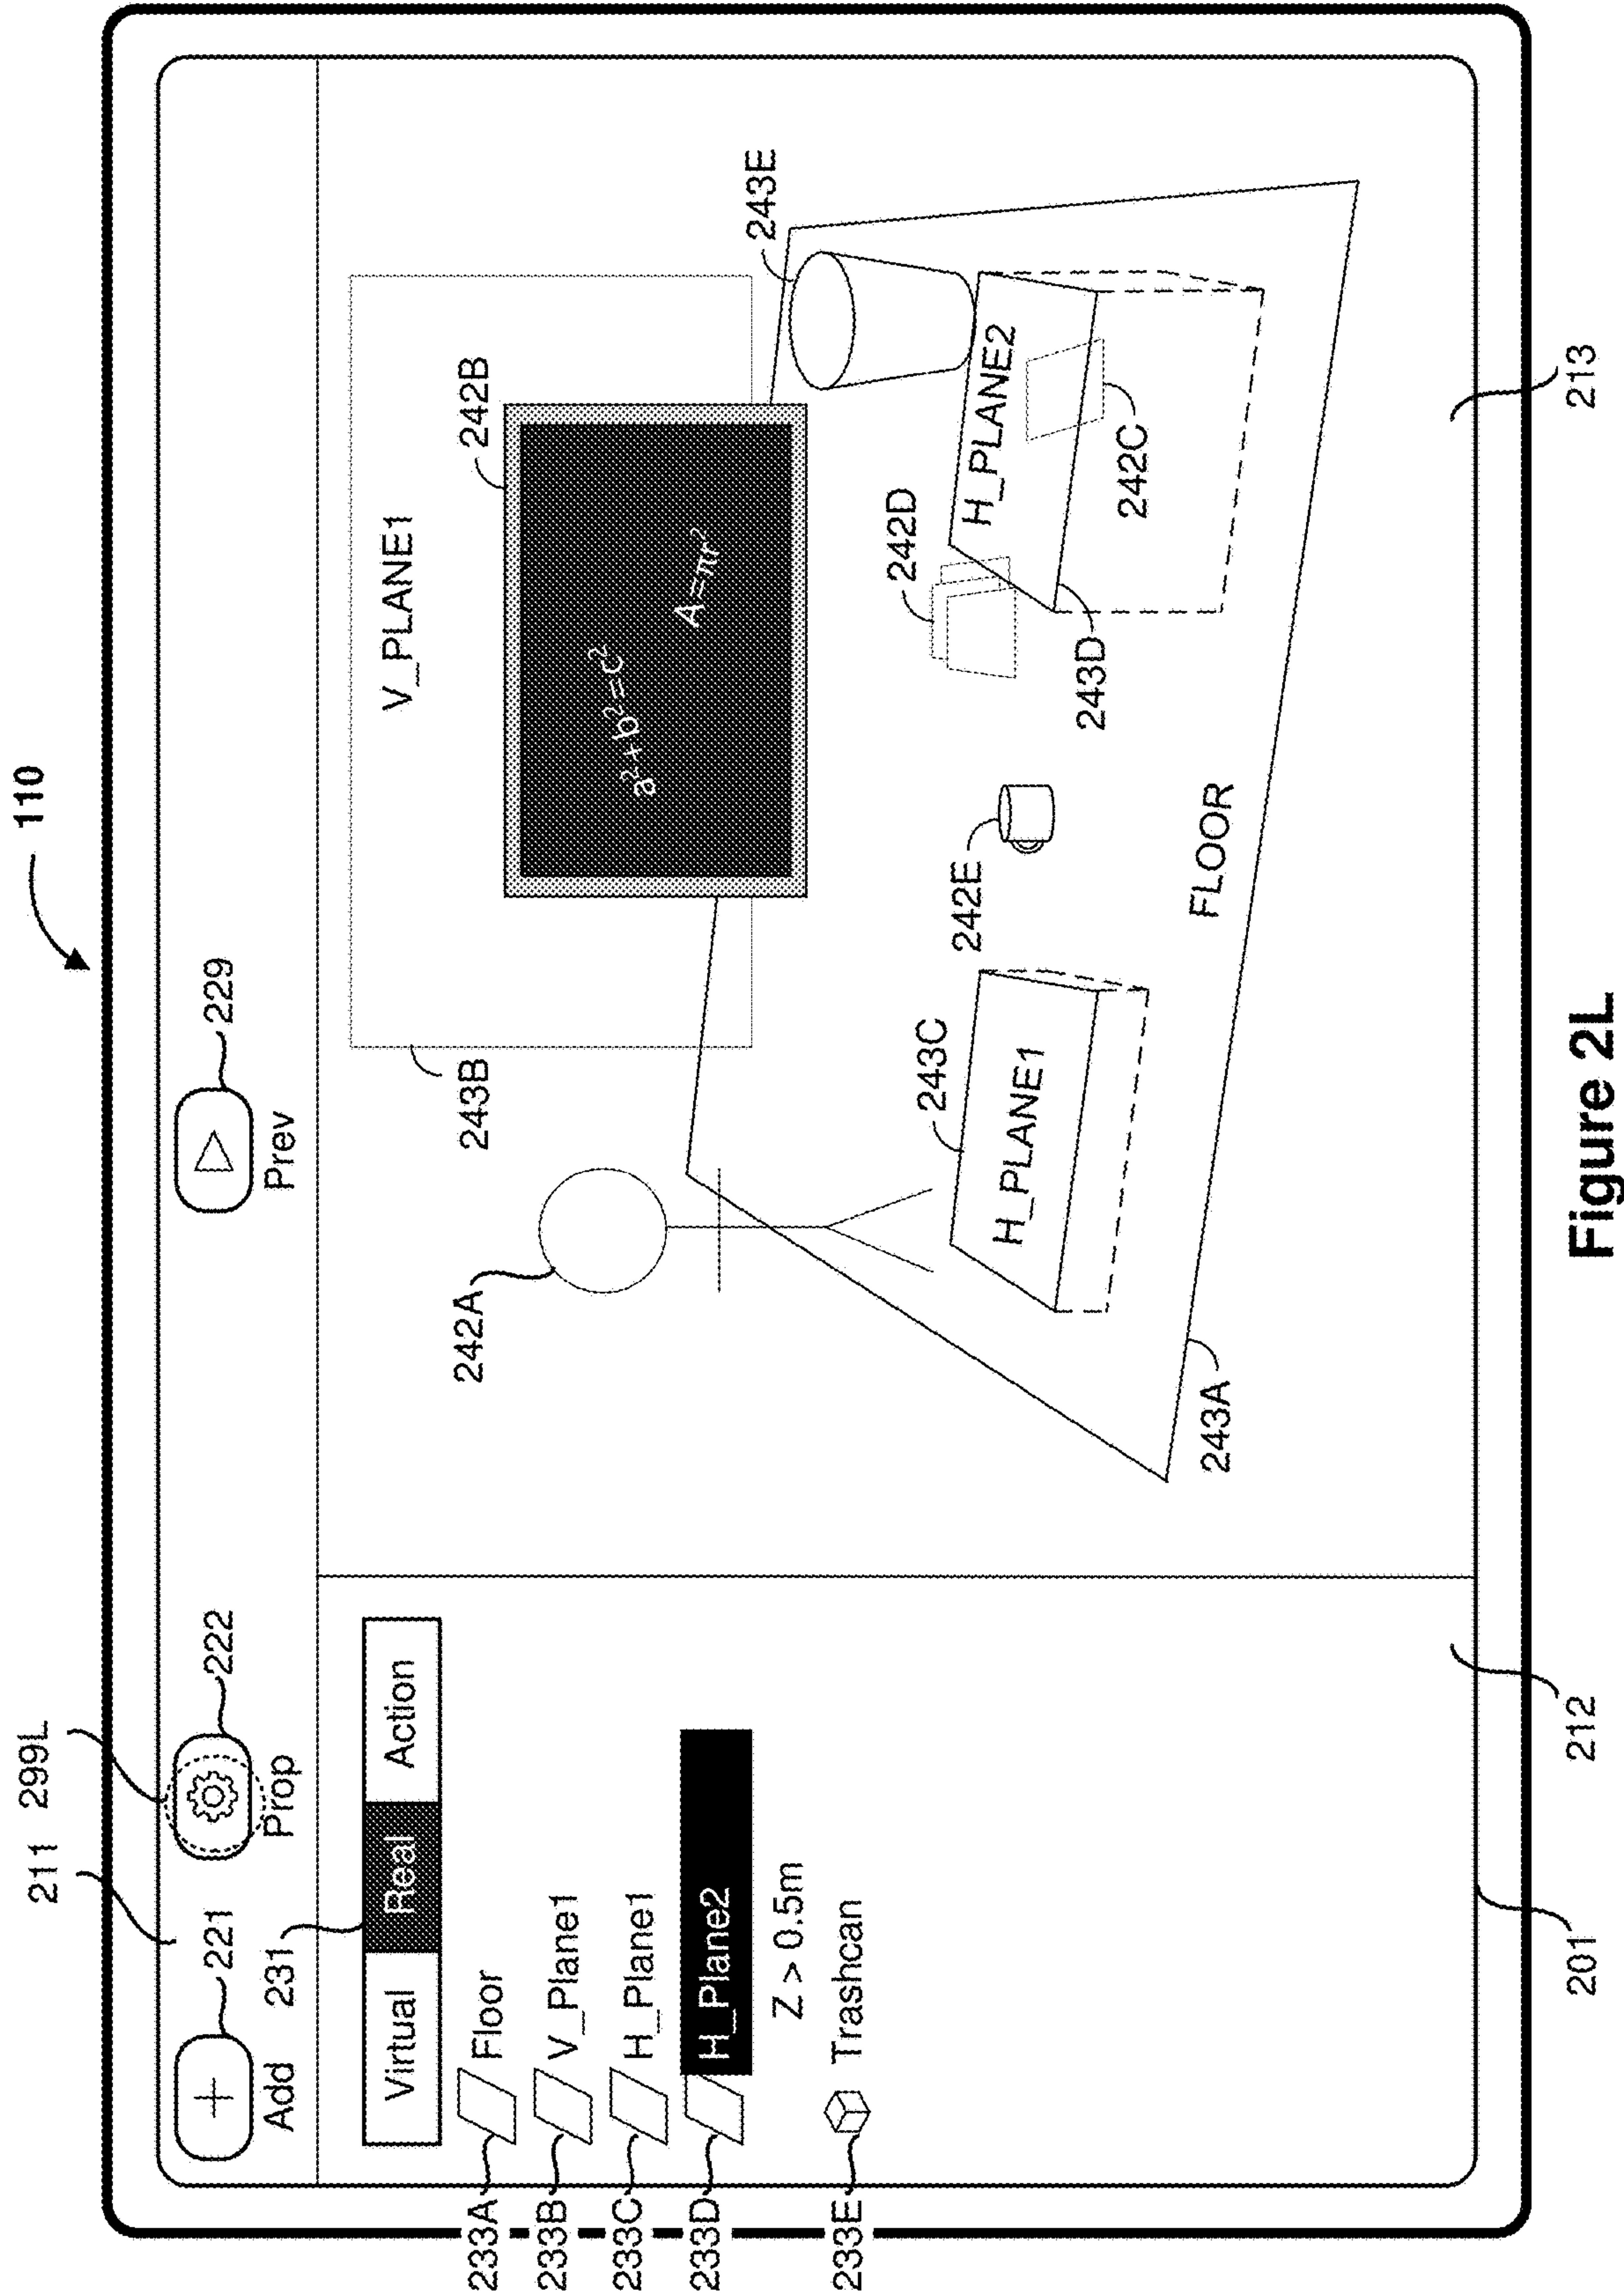 110
211
299L
221
222
229
Add
Prop
Prev
231
Virtual
Real
Action
233A
Floor
233B
V_Plane1
233C
H_Plane1
233D
H_Plane2
Z > 0.5m
233E
Trashcan
V_PLANE1
243B
242A
242B
a²+b²=c²
A=πr²
243E
243C
H_PLANE1
242E
242D
H_PLANE2
242C
243D
FLOOR
243A
201
212
213
Figure 2L